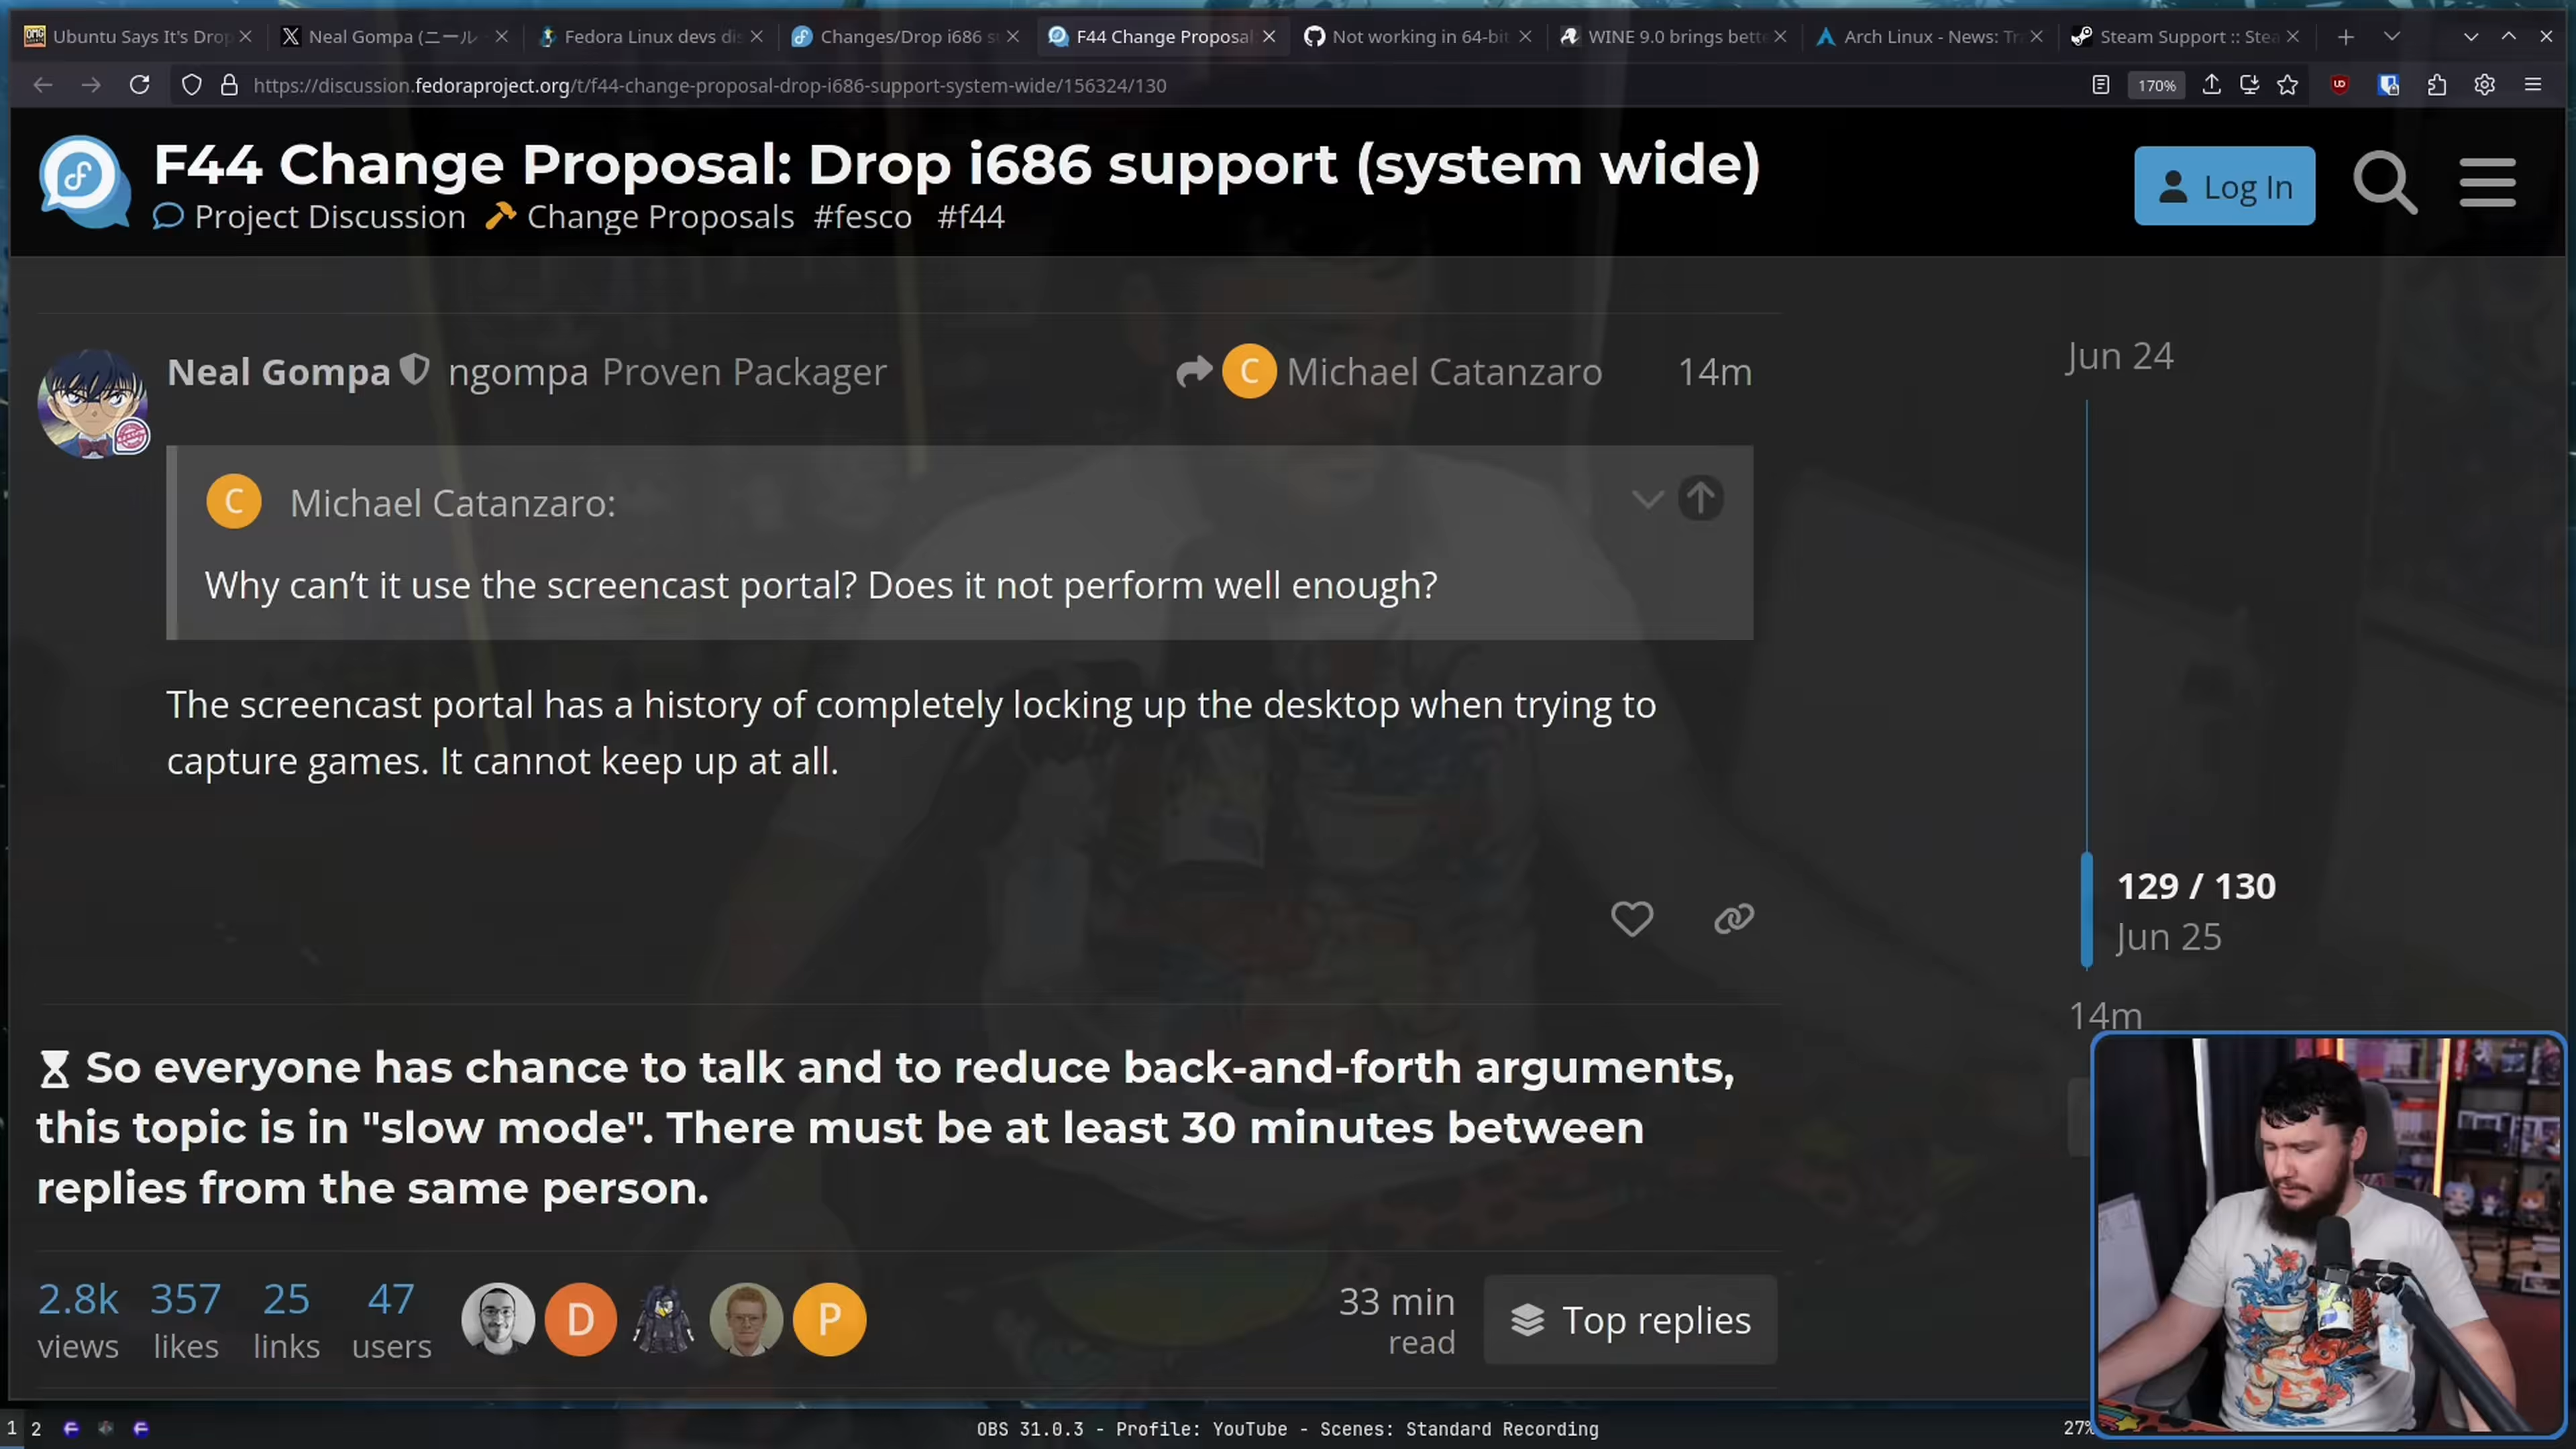 Ubuntu Says It's Drop
Neal Gompa (ニール
Fedora Linux devs dis
Changes/Drop i686 s
F44 Change Proposal
Not working in 64-bit
WINE 9.0 brings bett
Arch Linux - News: Tr
Steam Support :: Stea
https://discussion.fedoraproject.org/t/f44-change-proposal-drop-i686-support-system-wide/156324/130
170%
F44 Change Proposal: Drop i686 support (system wide)
Project Discussion Change Proposals #fesco #f44
Log In
Neal Gompa ngompa Proven Packager
C Michael Catanzaro 14m
C Michael Catanzaro:
Why can’t it use the screencast portal? Does it not perform well enough?
The screencast portal has a history of completely locking up the desktop when trying to
capture games. It cannot keep up at all.
Jun 24
129 / 130
Jun 25
14m
So everyone has chance to talk and to reduce back-and-forth arguments,
this topic is in "slow mode". There must be at least 30 minutes between
replies from the same person.
2.8k 357 25 47
views likes links users
D P
33 min
read
Top replies
1 2
OBS 31.0.3 - Profile: YouTube - Scenes: Standard Recording
27%